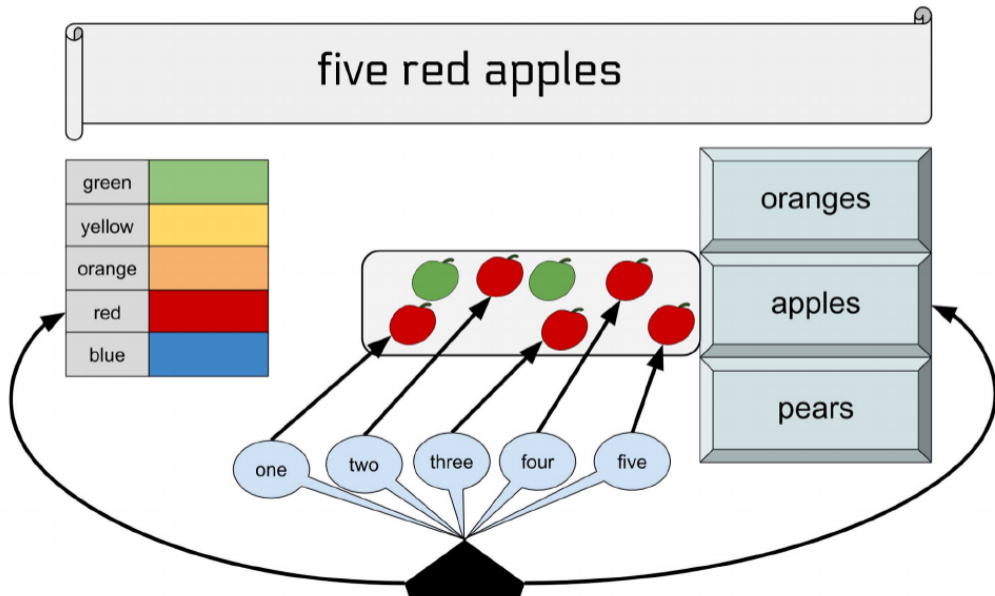 five red apples
green
yellow
orange
red
blue
oranges
apples
pears
one
two
three
four
five